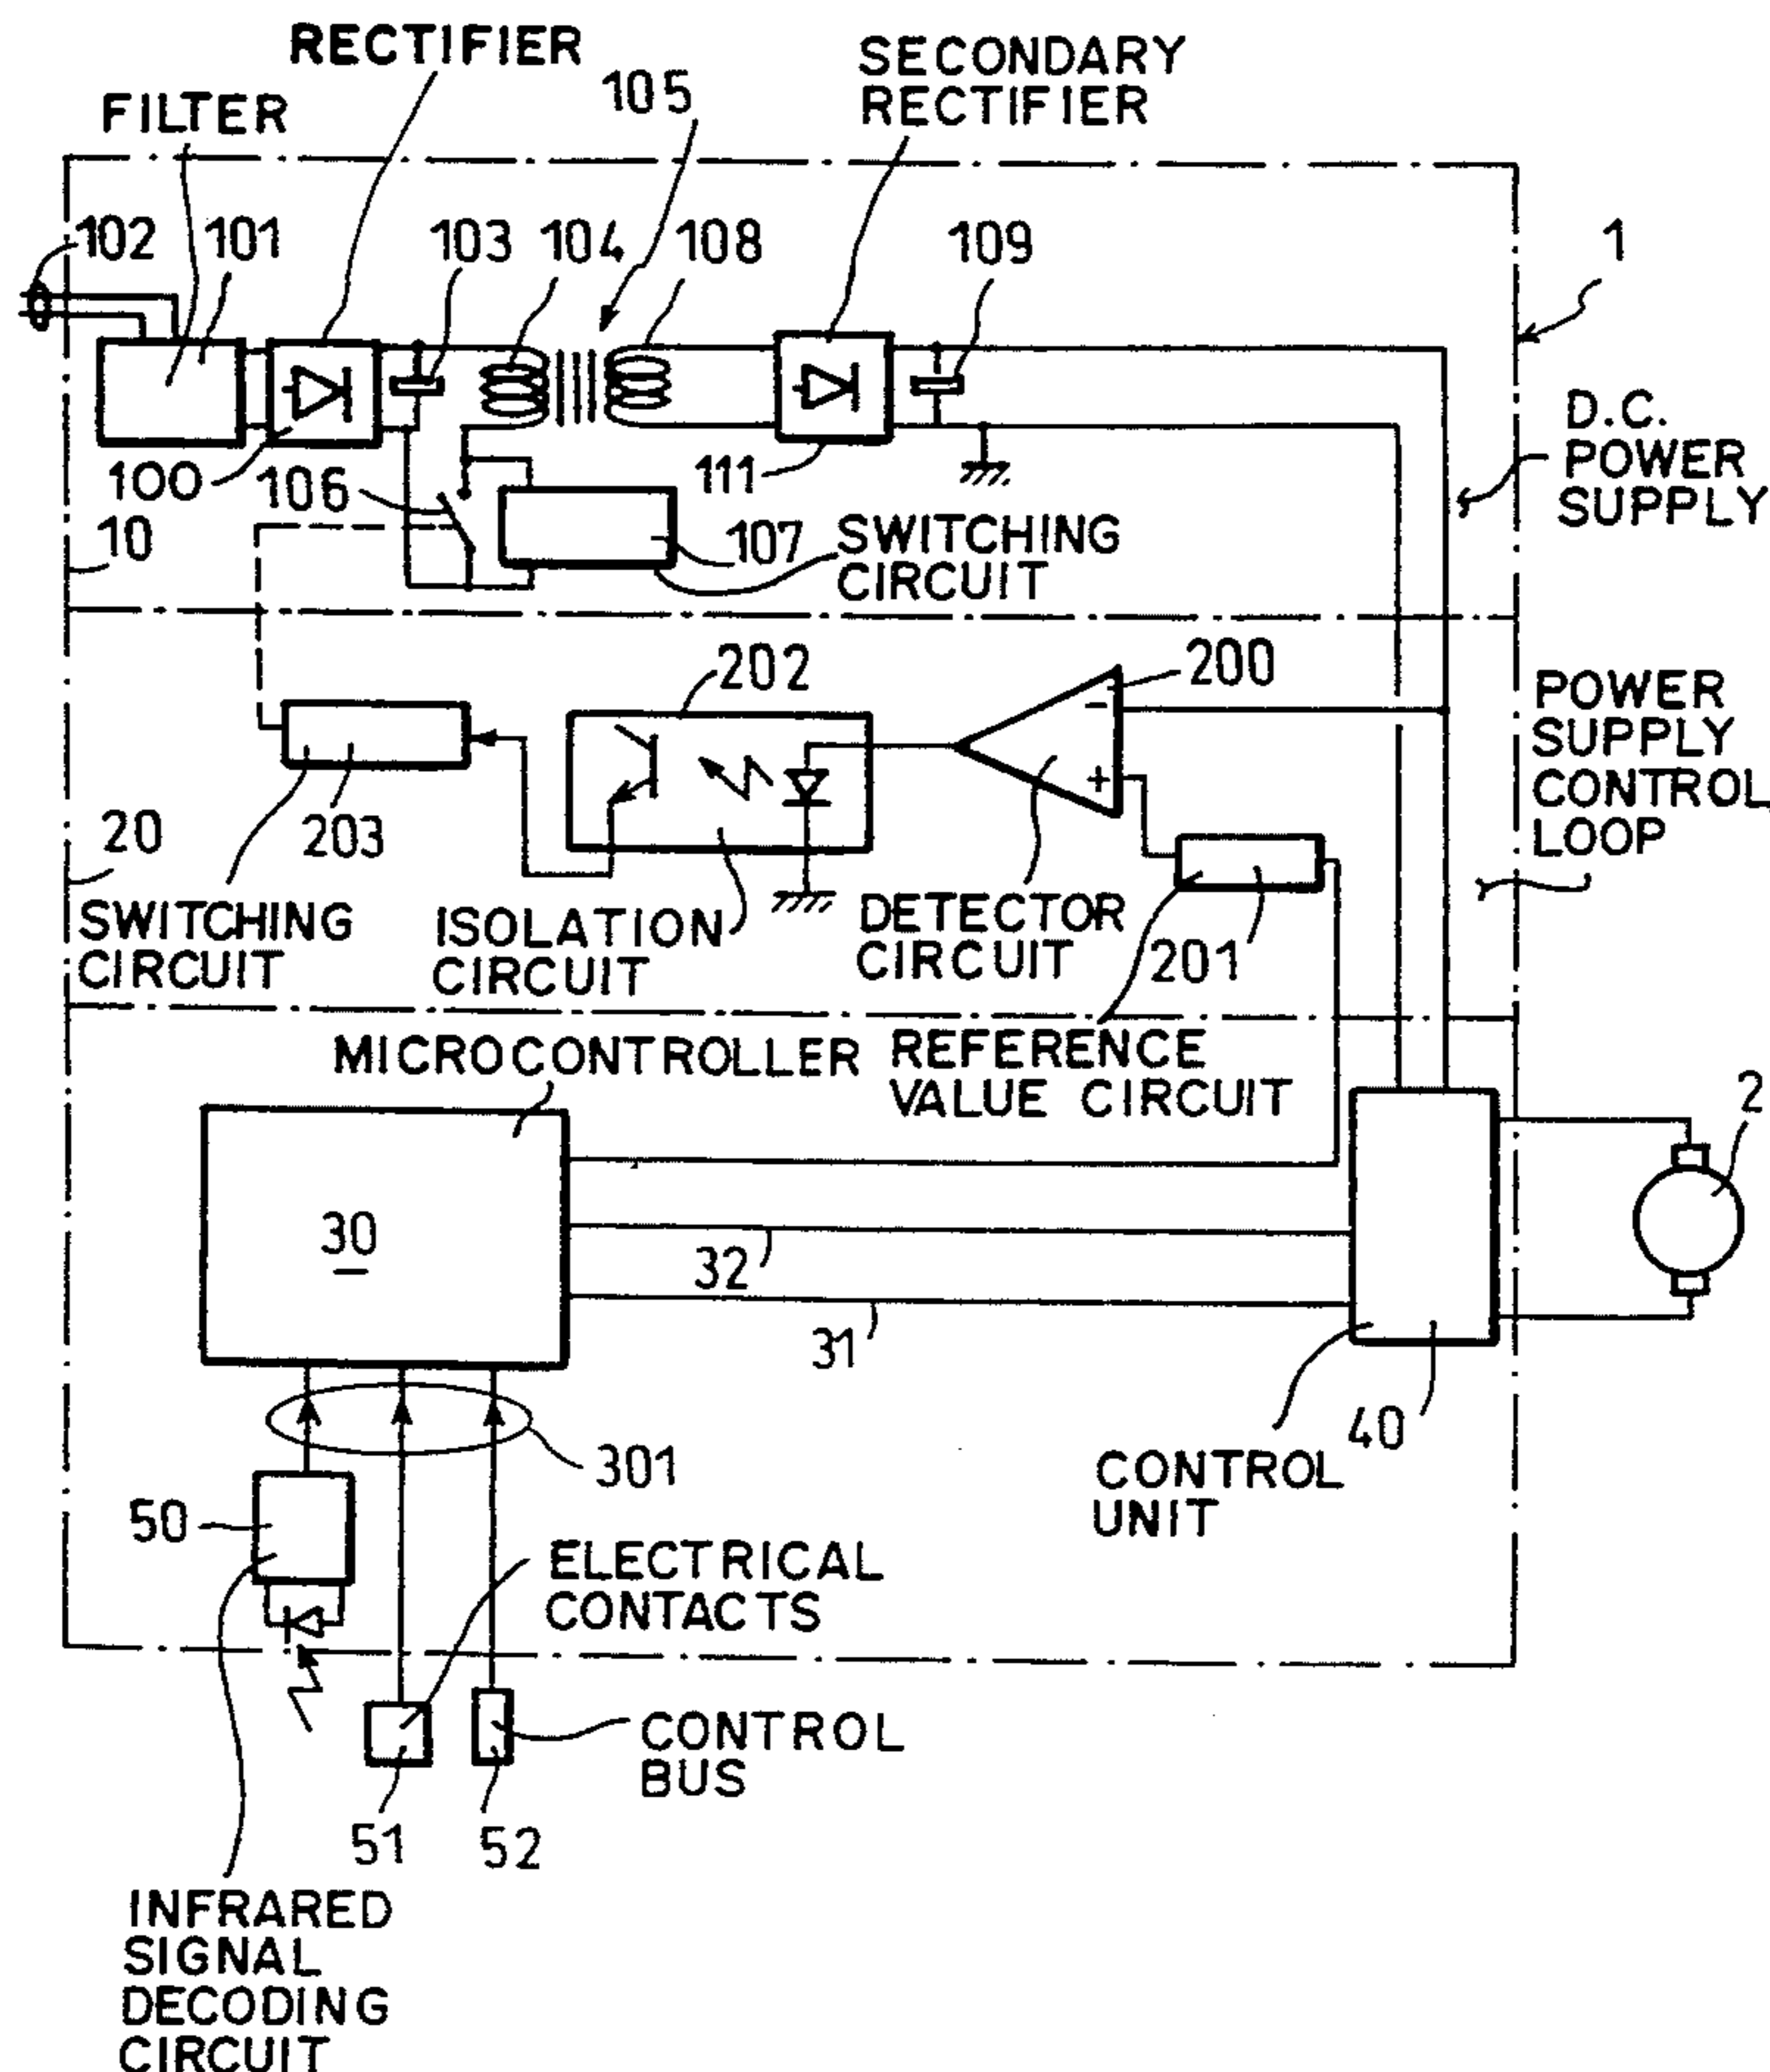 RECTIFIER
SECONDARY
RECTIFIER
FILTER
105
102
101
103
104
108
109
1
D.C.
POWER
SUPPLY
100
106
111
10
107
SWITCHING
CIRCUIT
202
200
POWER
SUPPLY
CONTROL
LOOP
-
+
20
203
SWITCHING
CIRCUIT
ISOLATION
CIRCUIT
DETECTOR
CIRCUIT
201
MICROCONTROLLER
REFERENCE
VALUE CIRCUIT
2
30
32
31
40
301
CONTROL
UNIT
50
ELECTRICAL
CONTACTS
CONTROL
BUS
51
52
INFRARED
SIGNAL
DECODING
CIRCUIT